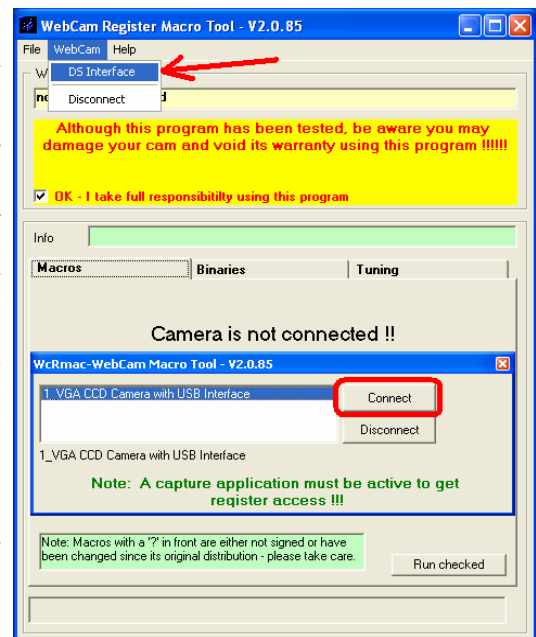 WebCam Register Macro Tool - V2.0.85
File WebCam Help
DS Interface
Disconnect
Although this program has been tested, be aware you may
damage your cam and void its warranty using this program !!!!!!
OK - I take full responsibitilty using this program
Info
Macros Binaries Tuning
Camera is not connected !!
WcRmac-WebCam Macro Tool - V2.0.85
1_VGA CCD Camera with USB Interface
Connect
Disconnect
1_VGA CCD Camera with USB Interface
Note: A capture application must be active to get
register access !!!
Note: Macros with a '?' in front are either not signed or have
been changed since its original distribution - please take care.
Run checked